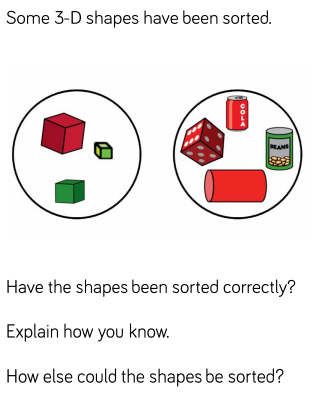 Some 3-D shapes have been sorted.
COLA
BEANS
Have the shapes been sorted correctly?
Explain how you know.
How else could the shapes be sorted?